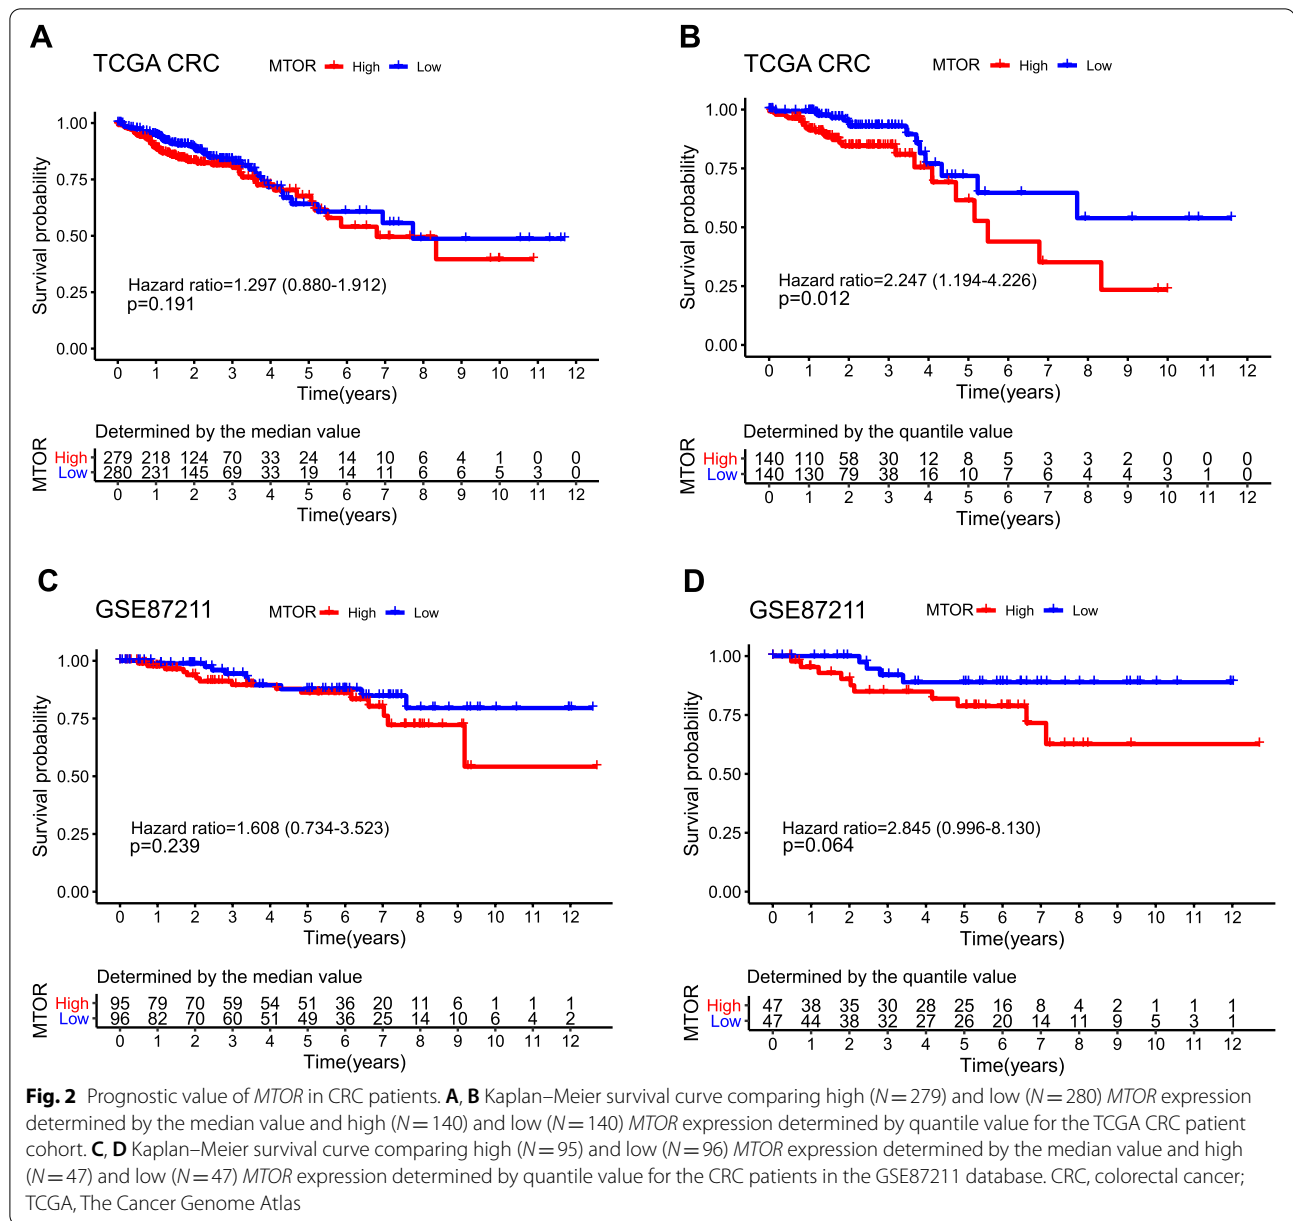 A
TCGA CRC
MTOR High Low
Survival probability
1.00
0.75
0.50
0.25
0.00
Hazard ratio=1.297 (0.880-1.912)
p=0.191
0 1 2 3 4 5 6 7 8 9 10 11 12
Time(years)
Determined by the median value
MTOR
High 279 218 124 70 33 24 14 10 6 4 1 0 0
Low 280 231 145 69 33 19 14 11 6 6 5 3 0
0 1 2 3 4 5 6 7 8 9 10 11 12
Time(years)
B
TCGA CRC
MTOR High Low
Survival probability
1.00
0.75
0.50
0.25
0.00
Hazard ratio=2.247 (1.194-4.226)
p=0.012
0 1 2 3 4 5 6 7 8 9 10 11 12
Time(years)
Determined by the quantile value
MTOR
High 140 110 58 30 12 8 5 3 3 2 0 0 0
Low 140 130 79 38 16 10 7 6 4 4 3 1 0
0 1 2 3 4 5 6 7 8 9 10 11 12
Time(years)
C
GSE87211
MTOR High Low
Survival probability
1.00
0.75
0.50
0.25
0.00
Hazard ratio=1.608 (0.734-3.523)
p=0.239
0 1 2 3 4 5 6 7 8 9 10 11 12
Time(years)
Determined by the median value
MTOR
High 95 79 70 59 54 51 36 20 11 6 1 1 1
Low 96 82 70 60 51 49 36 25 14 10 6 4 2
0 1 2 3 4 5 6 7 8 9 10 11 12
Time(years)
D
GSE87211
MTOR High Low
Survival probability
1.00
0.75
0.50
0.25
0.00
Hazard ratio=2.845 (0.996-8.130)
p=0.064
0 1 2 3 4 5 6 7 8 9 10 11 12
Time(years)
Determined by the quantile value
MTOR
High 47 38 35 30 28 25 16 8 4 2 1 1 1
Low 47 44 38 32 27 26 20 14 11 9 5 3 1
0 1 2 3 4 5 6 7 8 9 10 11 12
Time(years)
Fig. 2 Prognostic value of MTOR in CRC patients. A, B Kaplan–Meier survival curve comparing high (N = 279) and low (N = 280) MTOR expression
determined by the median value and high (N = 140) and low (N = 140) MTOR expression determined by quantile value for the TCGA CRC patient
cohort. C, D Kaplan–Meier survival curve comparing high (N = 95) and low (N = 96) MTOR expression determined by the median value and high
(N = 47) and low (N = 47) MTOR expression determined by quantile value for the CRC patients in the GSE87211 database. CRC, colorectal cancer;
TCGA, The Cancer Genome Atlas